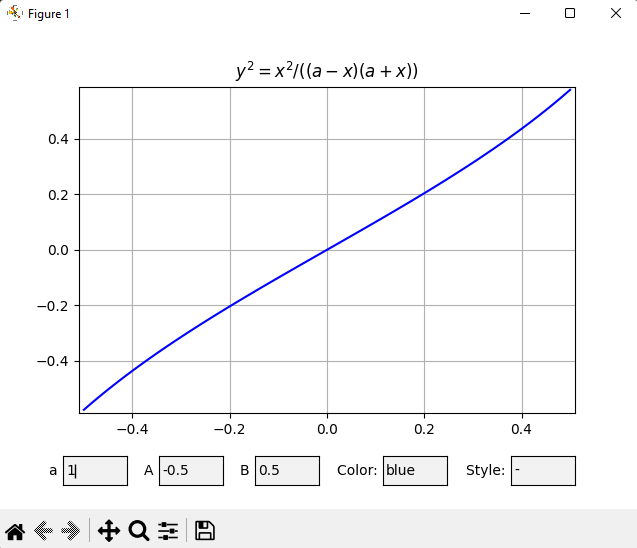 Figure 1
y² = x²/((a − x)(a + x))
0.4
0.2
0.0
−0.2
−0.4
−0.4 −0.2 0.0 0.2 0.4
a 1 A -0.5 B 0.5 Color: blue Style: -